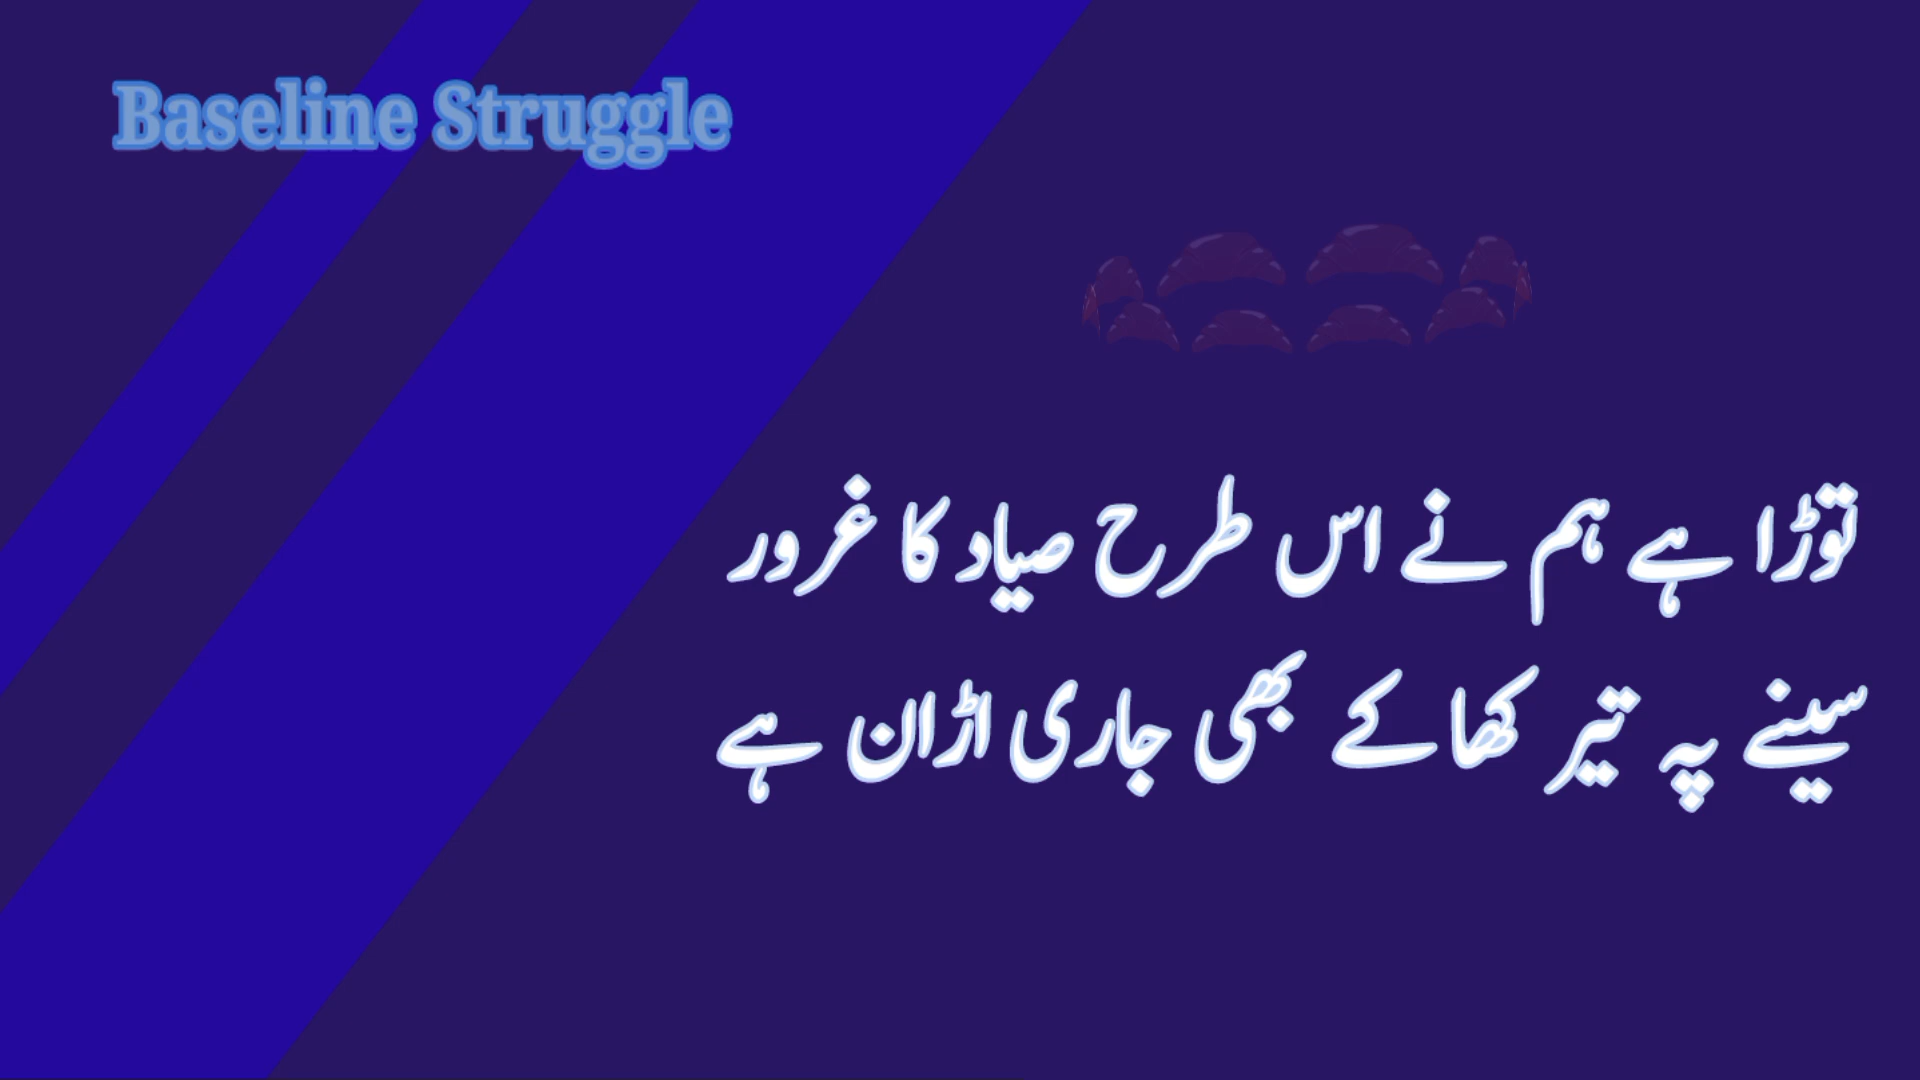 Baseline Struggle
توڑا ہے ہم نے اس طرح صیاد کا غرور
سینے پہ تیر کھا کے بھی جاری اڑان ہے